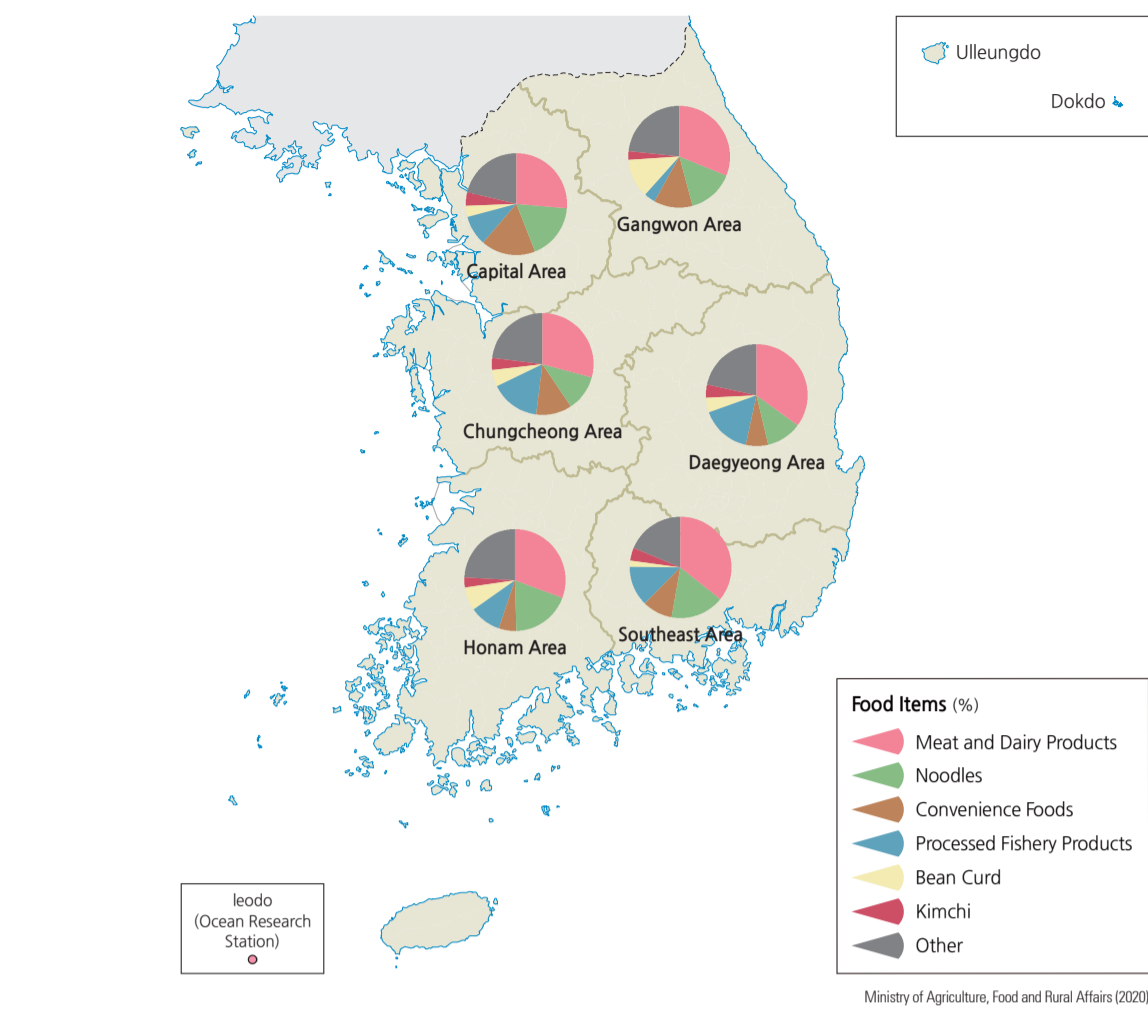 Ulleungdo
Dokdo
Gangwon Area
Capital Area
Chungcheong Area
Daegyeong Area
Honam Area
Southeast Area
Food Items (%)
Meat and Dairy Products
Noodles
Convenience Foods
Processed Fishery Products
Bean Curd
Kimchi
Other
Ieodo
(Ocean Research
Station)
Ministry of Agriculture, Food and Rural Affairs (2020)